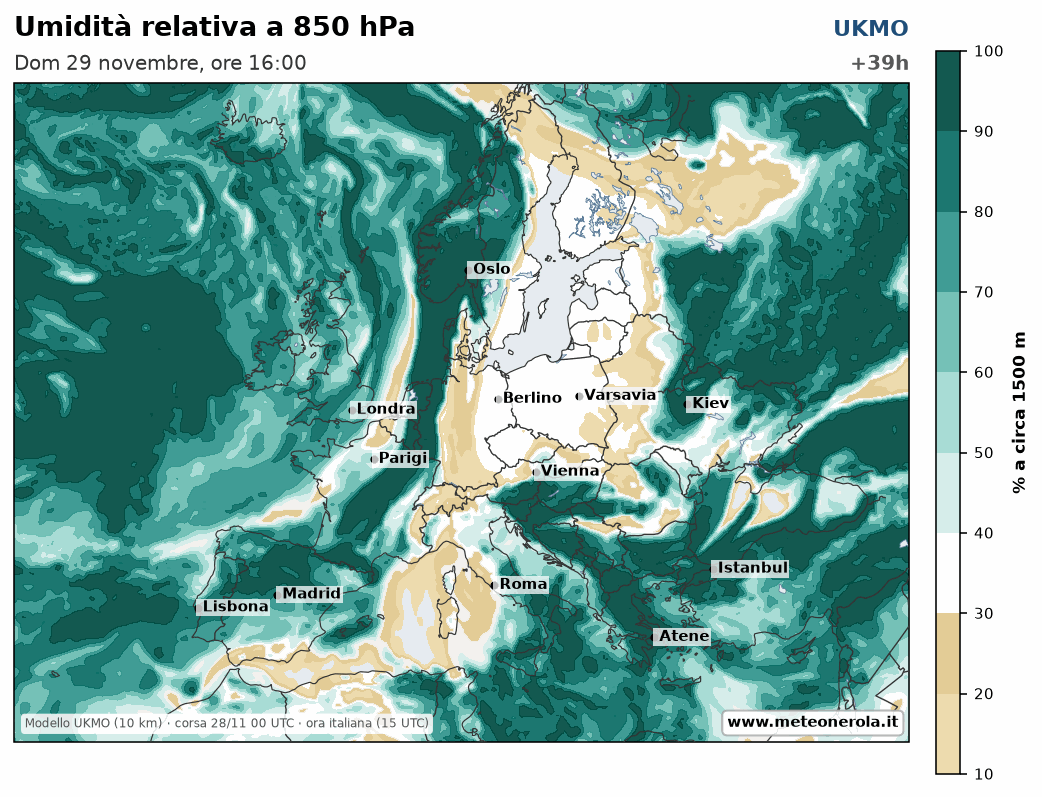 Umidità relativa a 850 hPa
UKMO
Dom 29 novembre, ore 16:00
+39h
Oslo
Londra
Berlino
Varsavia
Kiev
Parigi
Vienna
Istanbul
Roma
Madrid
Lisbona
Atene
Modello UKMO (10 km) · corsa 28/11 00 UTC · ora italiana (15 UTC)
www.meteonerola.it
100
90
80
70
60
50
40
30
20
10
% a circa 1500 m